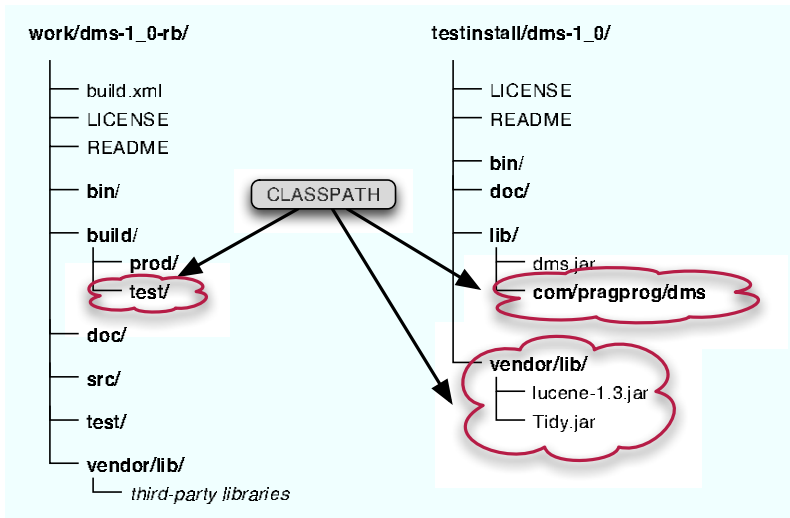 work/dms-1_0-rb/
build.xml
LICENSE
README
bin/
build/
prod/
test/
doc/
src/
test/
vendor/lib/
third-party libraries
CLASSPATH
testinstall/dms-1_0/
LICENSE
README
bin/
doc/
lib/
dms.jar
com/pragprog/dms
vendor/lib/
lucene-1.3.jar
Tidy.jar